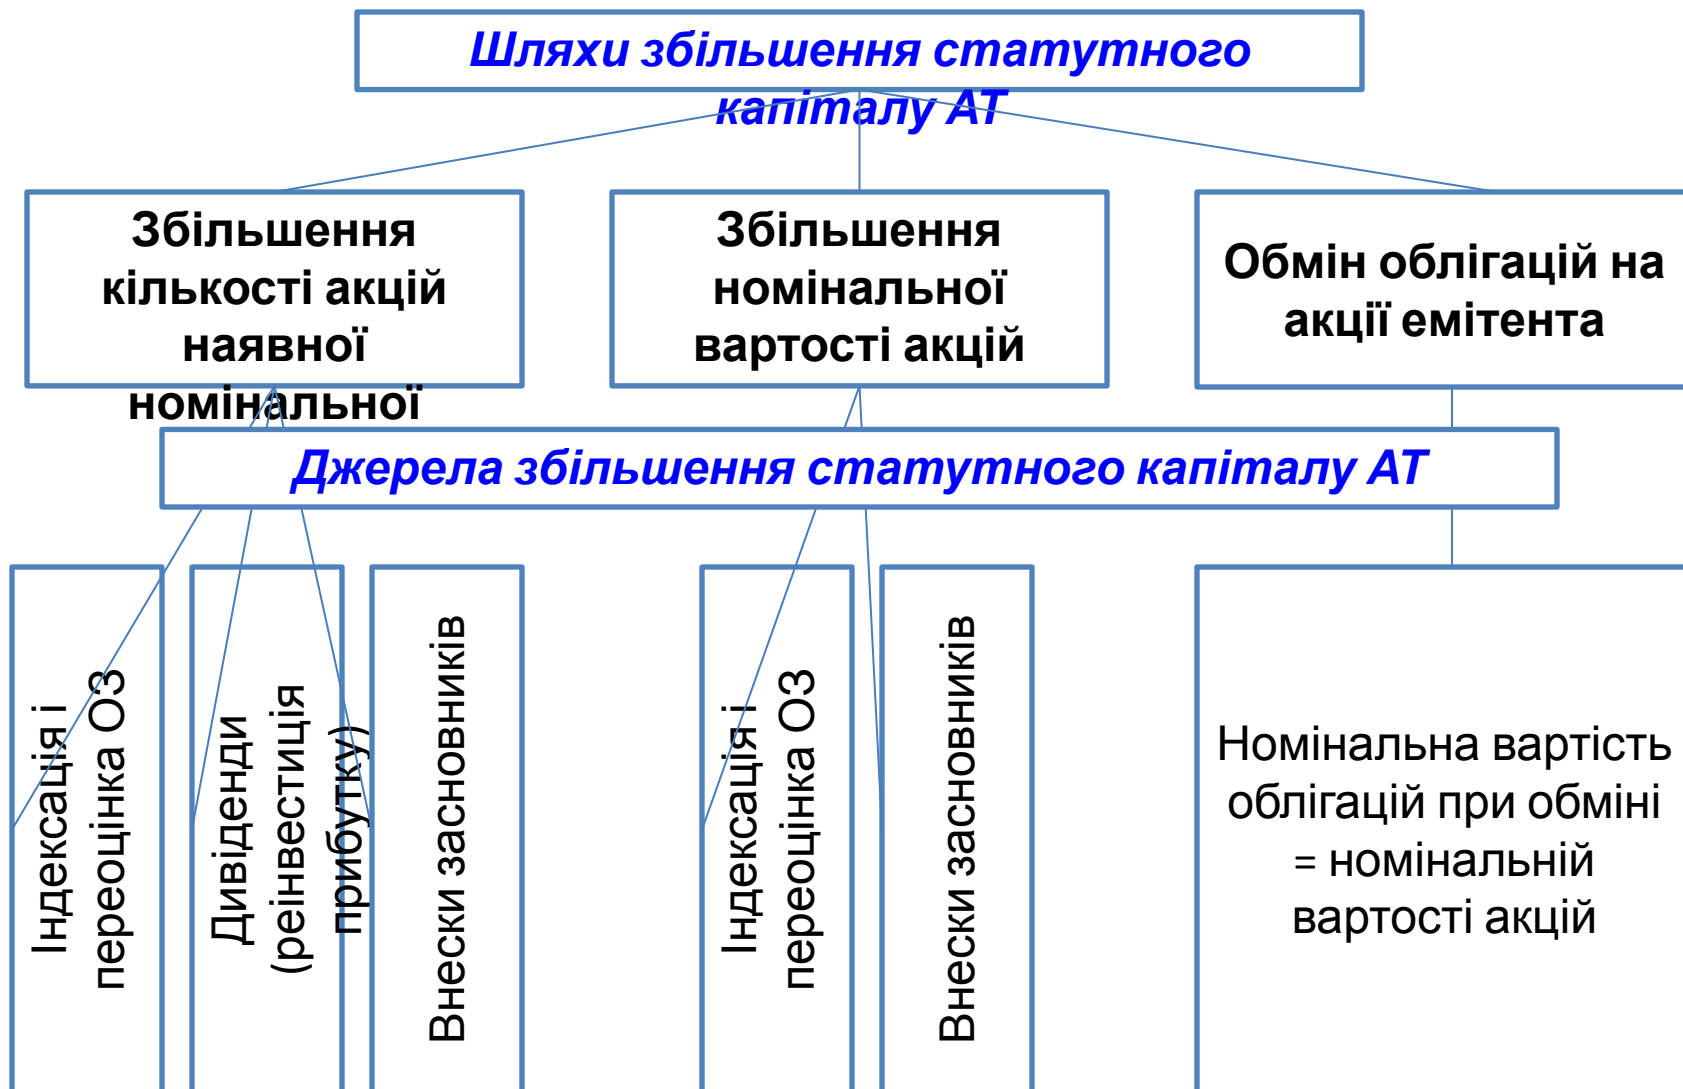 Шляхи збільшення статутного
капіталу АТ
Збільшення
кількості акцій
наявної
номінальної
Збільшення
номінальної
вартості акцій
Обмін облігацій на
акції емітента
Джерела збільшення статутного капіталу АТ
Індексація і
переоцінка ОЗ
Дивіденди
(реінвестиція
прибутку)
Внески засновників
Індексація і
переоцінка ОЗ
Внески засновників
Номінальна вартість
облігацій при обміні
= номінальній
вартості акцій